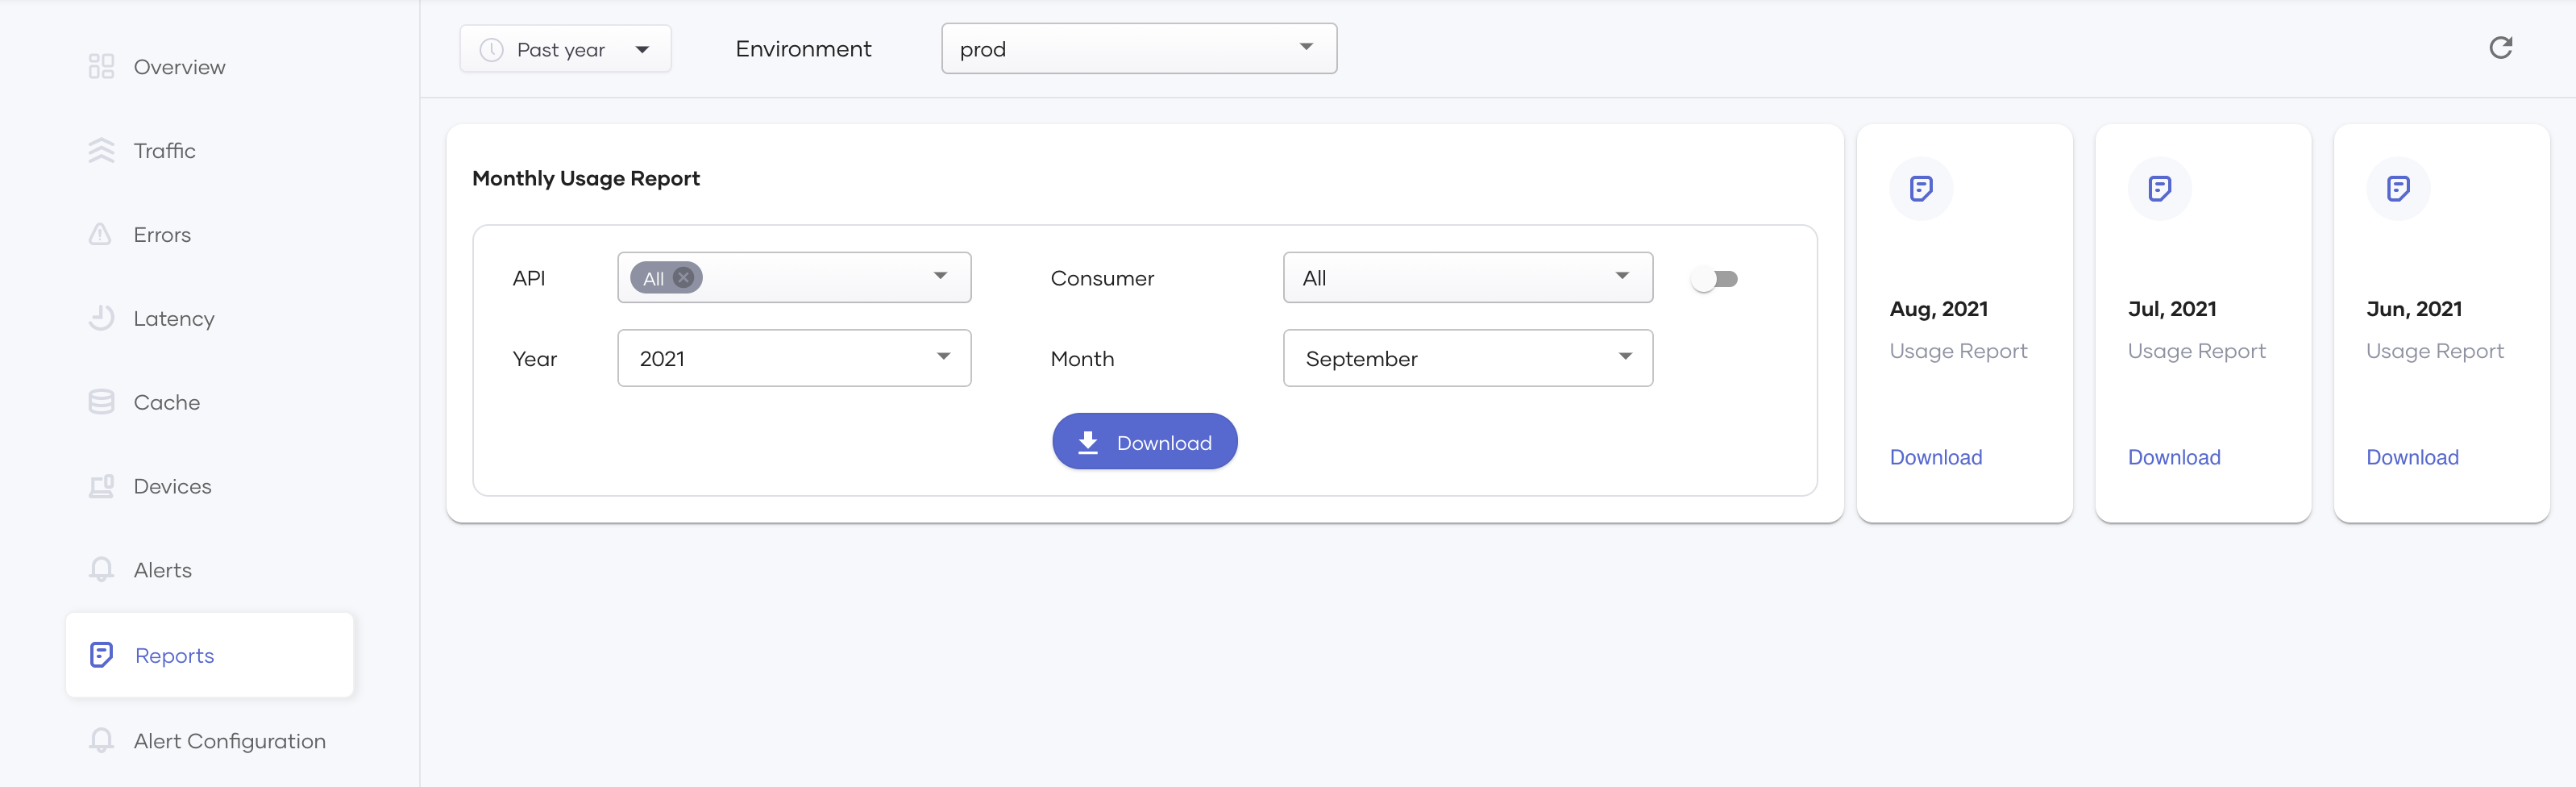 Overview
Traffic
Errors
Latency
Cache
Devices
Alerts
Reports
Alert Configuration
Past year
Environment
prod
Monthly Usage Report
API
All
Consumer
All
Year
2021
Month
September
Download
Aug, 2021
Usage Report
Download
Jul, 2021
Usage Report
Download
Jun, 2021
Usage Report
Download